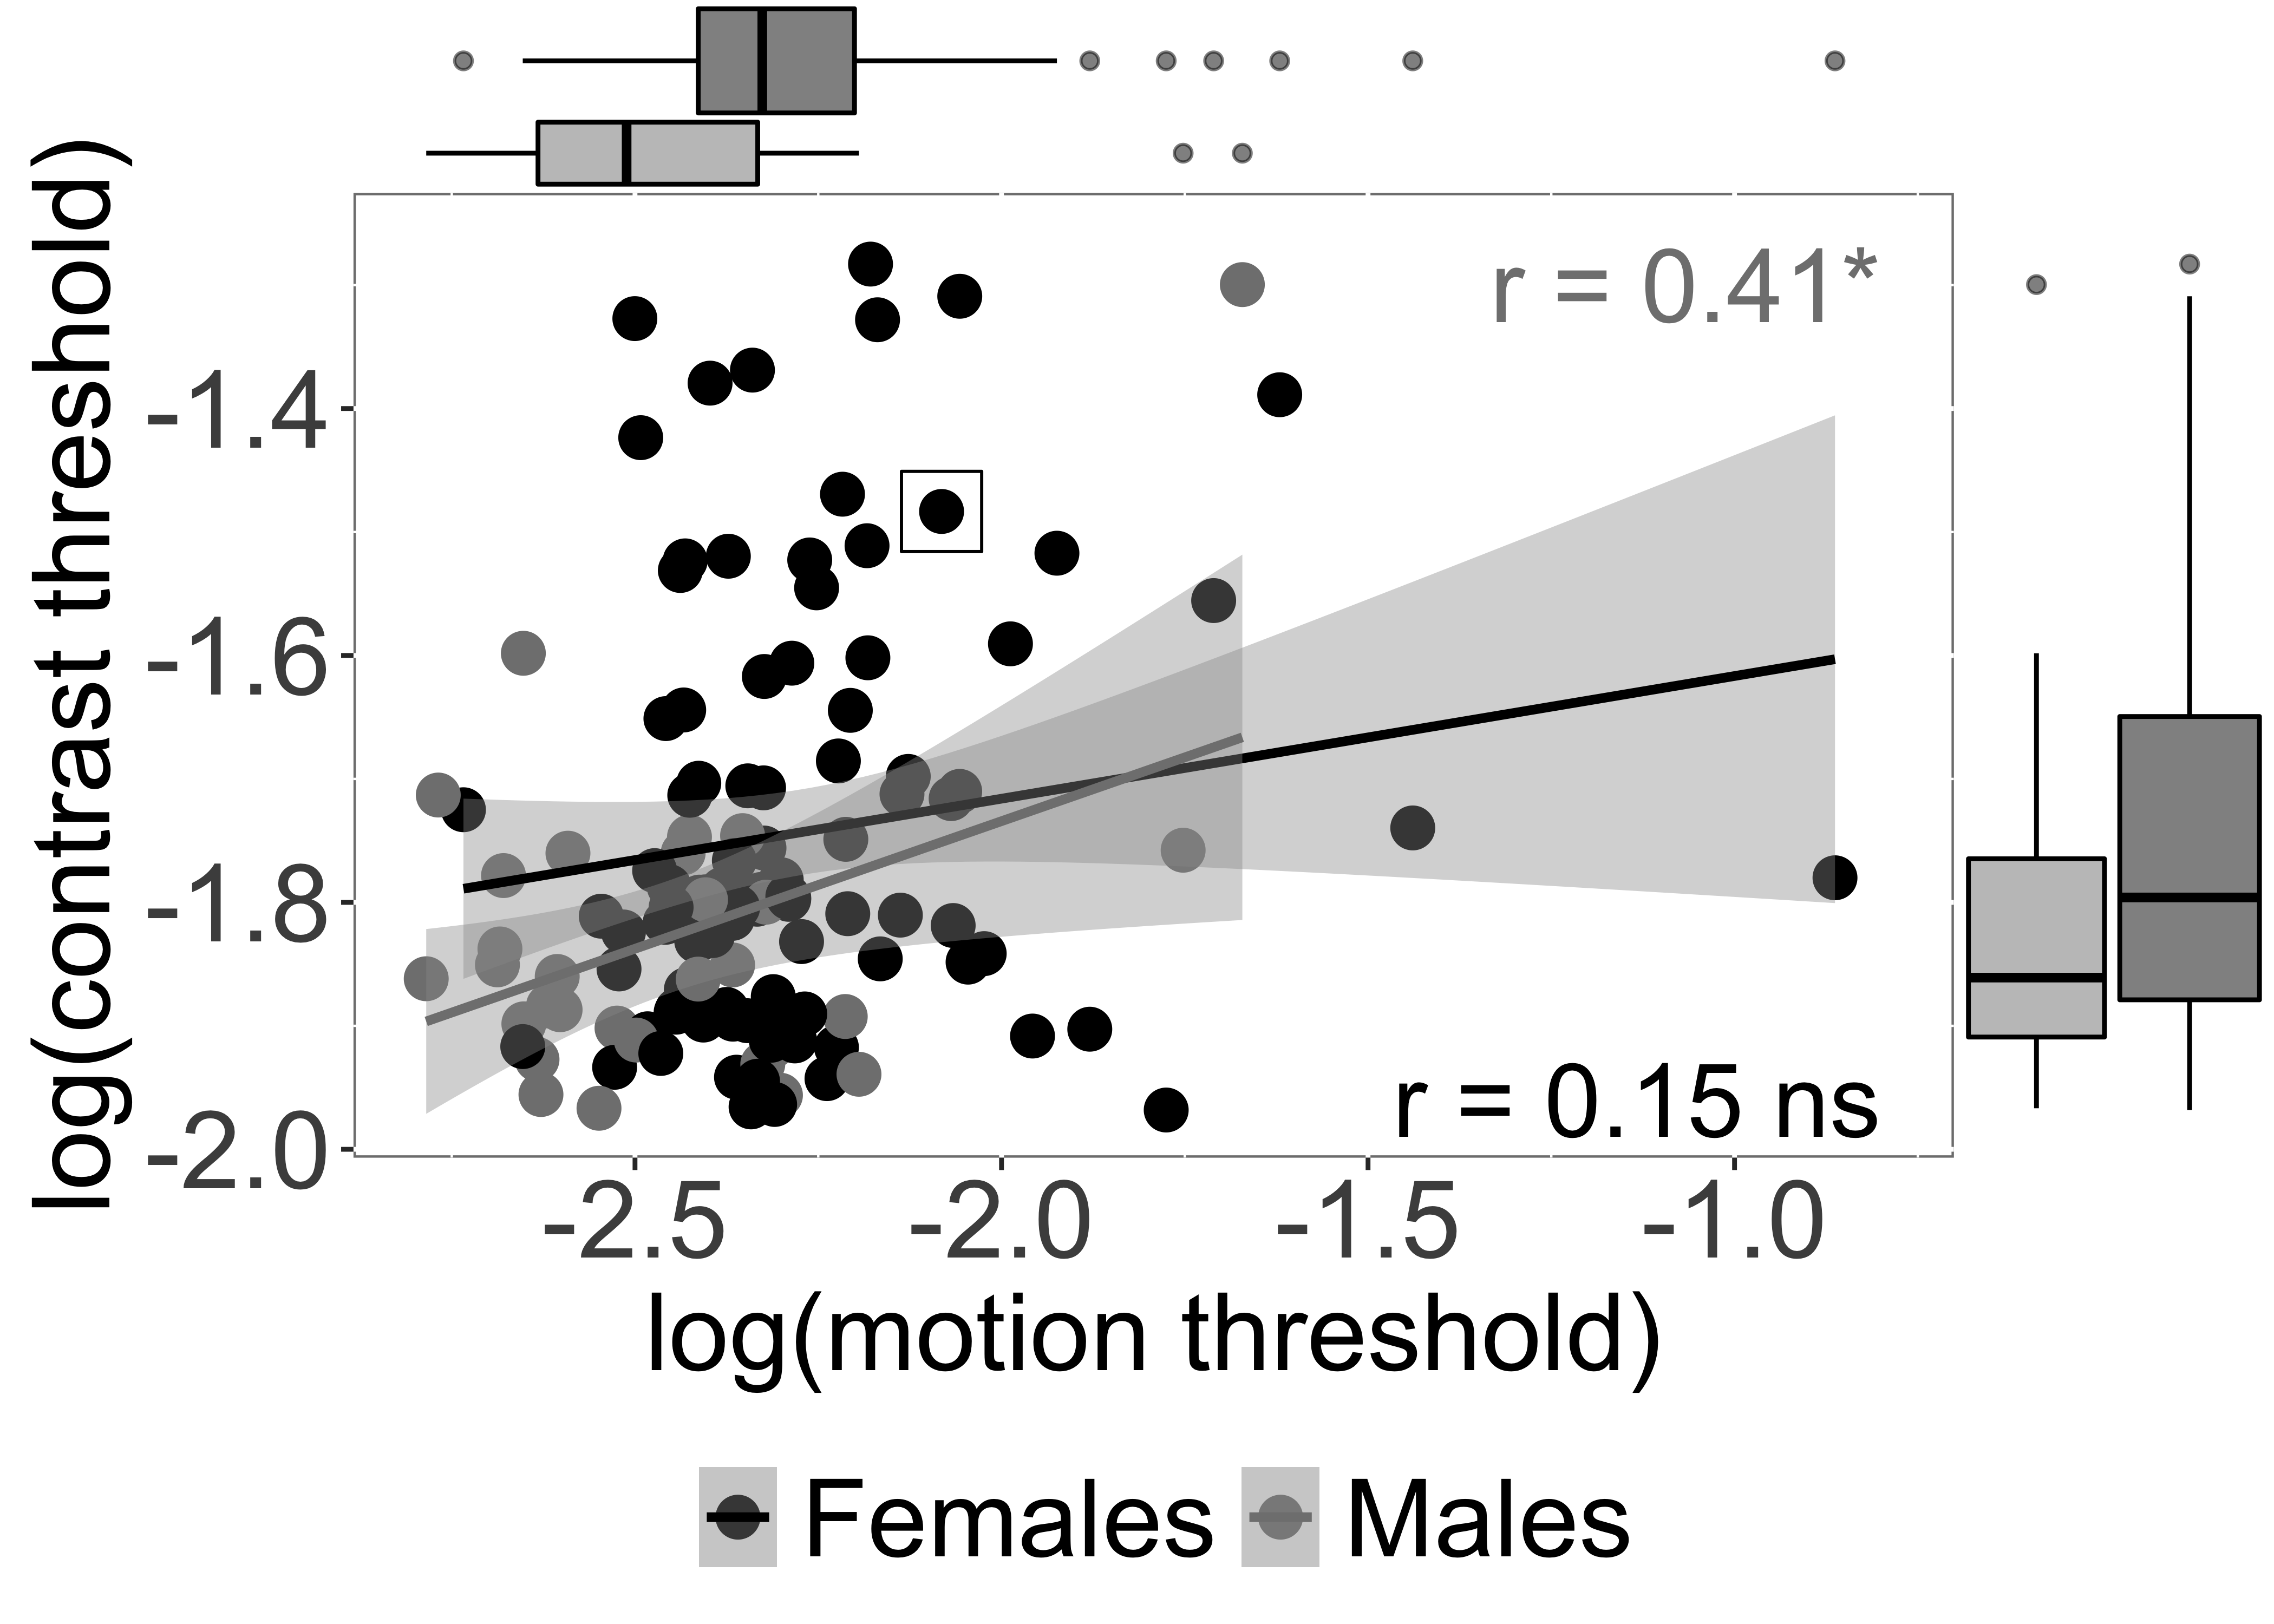 r = 0.41*
log(contrast threshold)
-1.4
-1.6
-1.8
-2.0
r = 0.15 ns
-2.5 -2.0 -1.5 -1.0
log(motion threshold)
Females Males